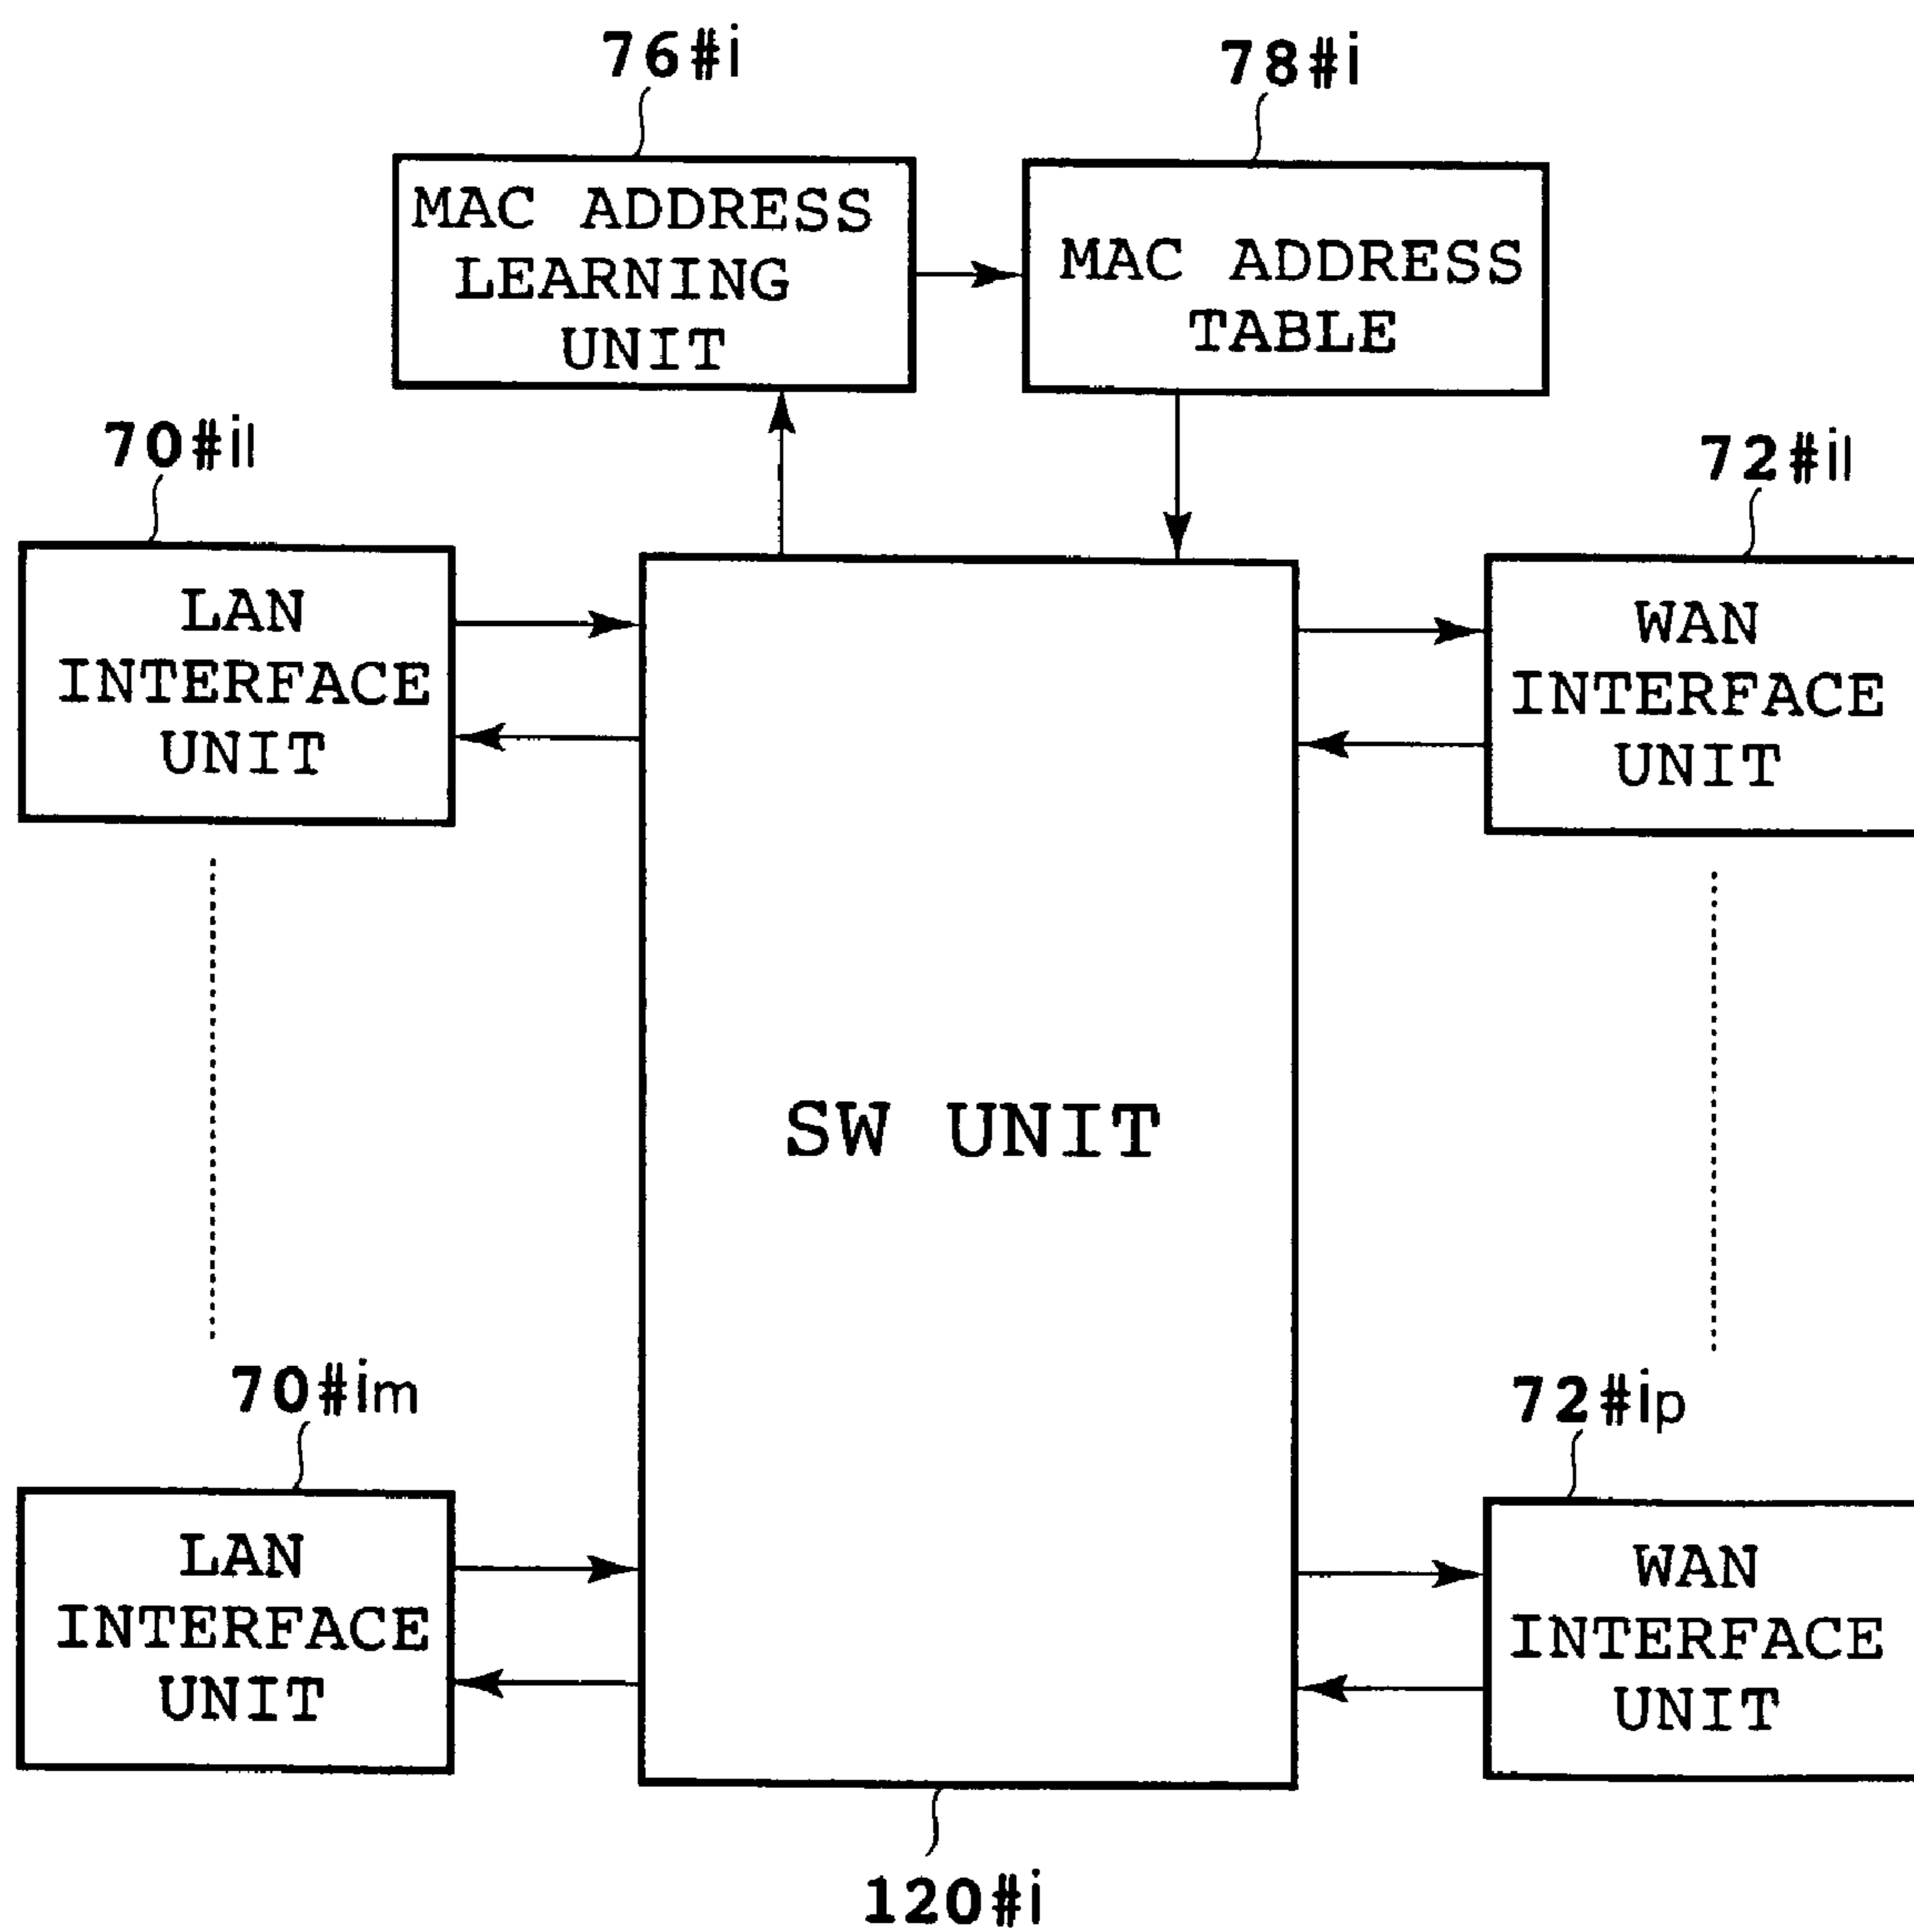 76#i
78#i
MAC ADDRESS
LEARNING
UNIT
MAC ADDRESS
TABLE
70#il
72#il
LAN
INTERFACE
UNIT
WAN
INTERFACE
UNIT
SW UNIT
70#im
72#ip
LAN
INTERFACE
UNIT
WAN
INTERFACE
UNIT
120#i